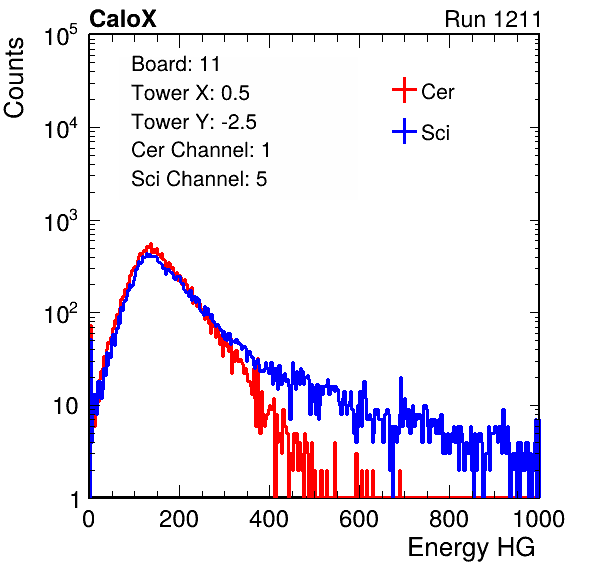 CaloX Run 1211
Board: 11
Tower X: 0.5
Tower Y: -2.5
Cer Channel: 1
Sci Channel: 5
Cer
Sci
Counts
10^5
10^4
10^3
10^2
10
1
0 200 400 600 800 1000
Energy HG